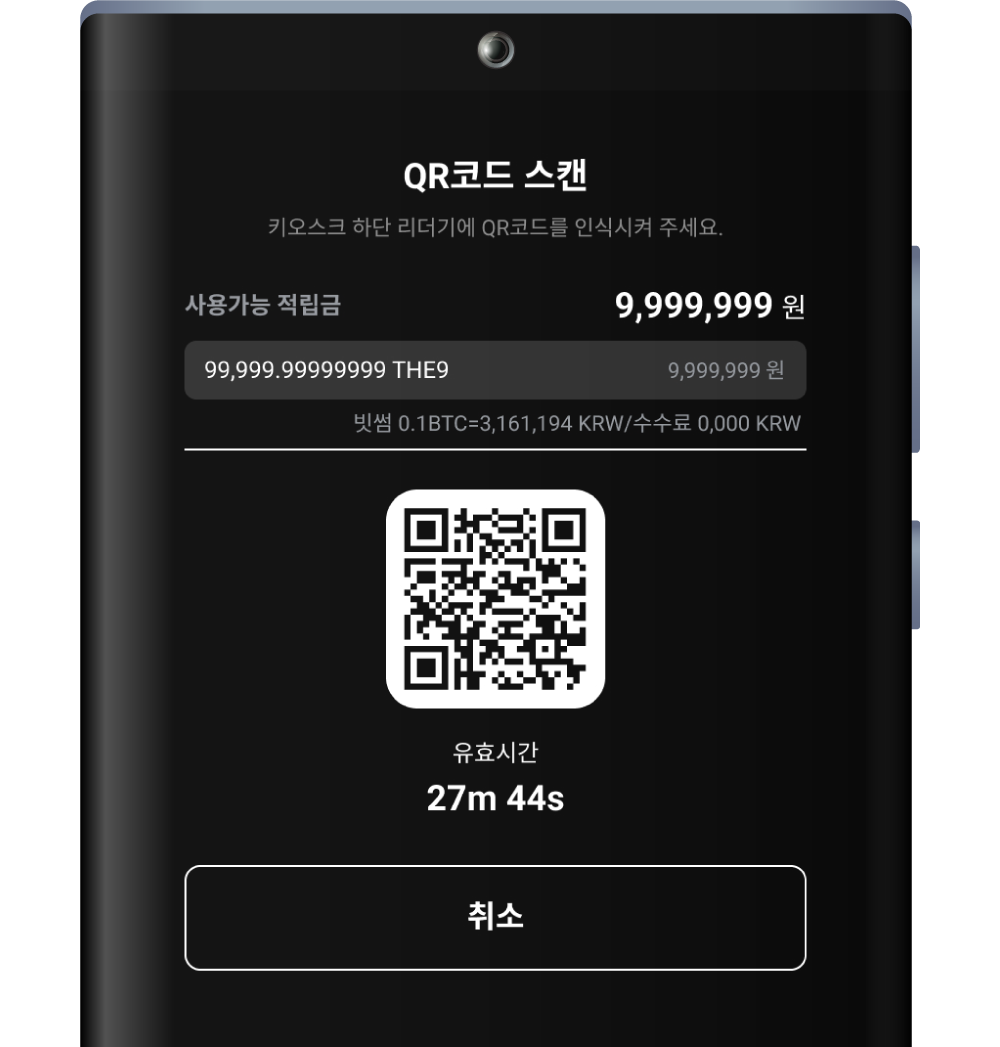 QR코드 스캔
키오스크 하단 리더기에 QR코드를 인식시켜 주세요.
사용가능 적립금 9,999,999 원
99,999.99999999 THE9 9,999,999 원
빗썸 0.1BTC=3,161,194 KRW/수수료 0,000 KRW
유효시간
27m 44s
취소